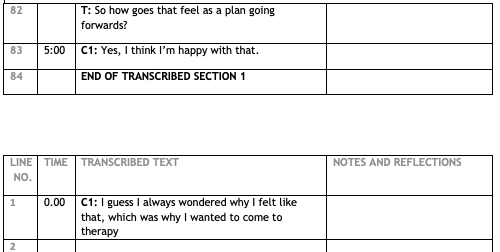 82 T: So how goes that feel as a plan going
forwards?
83 5:00 C1: Yes, I think I'm happy with that.
84 END OF TRANSCRIBED SECTION 1
LINE TIME TRANSCRIBED TEXT NOTES AND REFLECTIONS
NO.
1 0.00 C1: I guess I always wondered why I felt like
that, which was why I wanted to come to
therapy
2